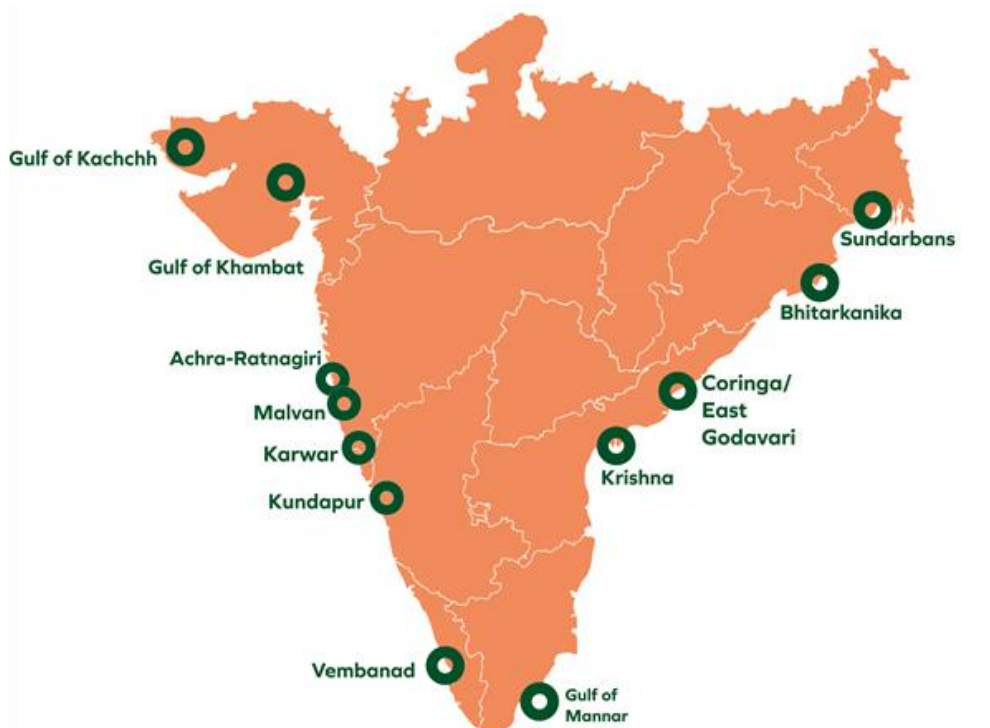 Gulf of Kachchh
Gulf of Khambat
Sundarbans
Bhitarkanika
Achra-Ratnagiri
Malvan
Karwar
Kundapur
Coringa/
East
Godavari
Krishna
Vembanad
Gulf of
Mannar